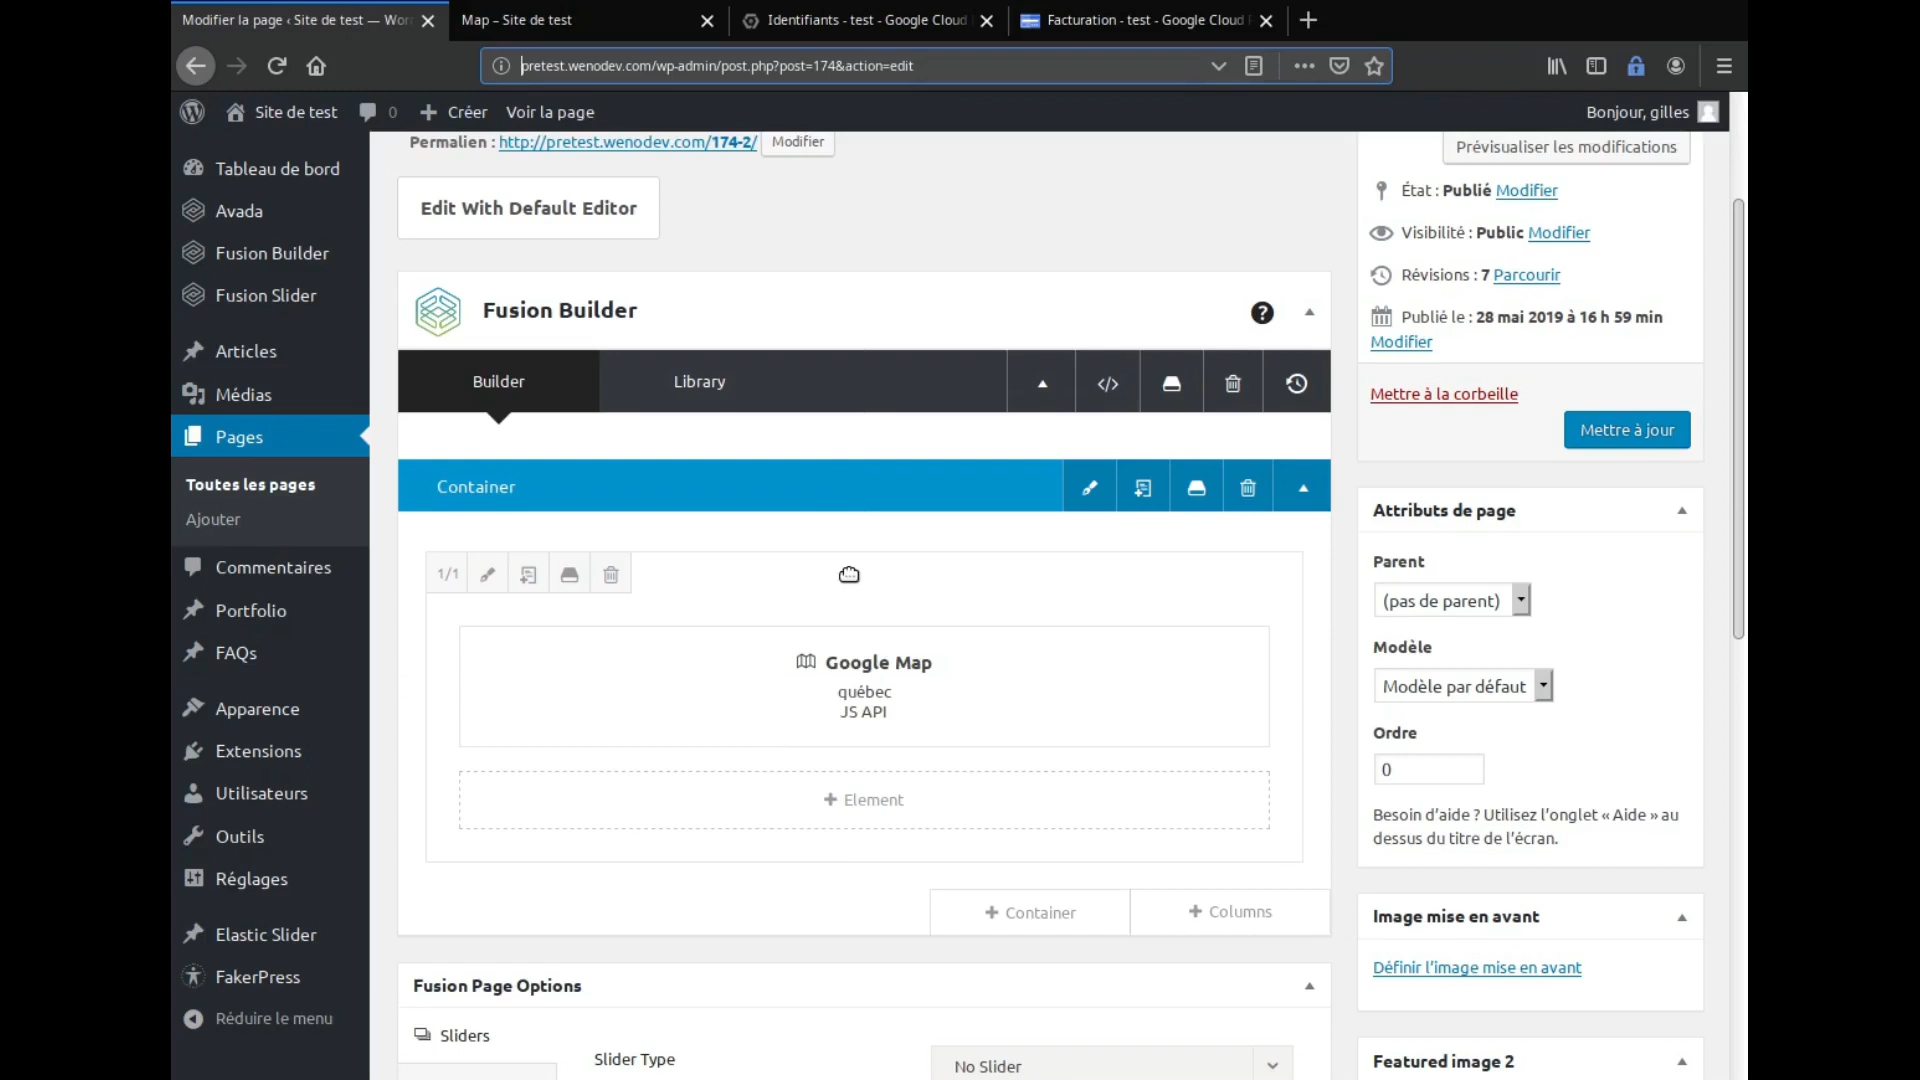 Modifier la page ‹ Site de test — Wor
Map – Site de test
Identifiants - test - Google Cloud
Facturation - test - Google Cloud P
pretest.wenodev.com/wp-admin/post.php?post=174&action=edit
Site de test
0
Créer
Voir la page
Bonjour, gilles
Tableau de bord
Avada
Fusion Builder
Fusion Slider
Articles
Médias
Pages
Toutes les pages
Ajouter
Commentaires
Portfolio
FAQs
Apparence
Extensions
Utilisateurs
Outils
Réglages
Elastic Slider
FakerPress
Réduire le menu
Permalien : http://pretest.wenodev.com/174-2/ Modifier
Edit With Default Editor
Fusion Builder
Builder
Library
Container
1/1
Google Map
québec
JS API
Element
Container
Columns
Fusion Page Options
Sliders
Slider Type
No Slider
Prévisualiser les modifications
État : Publié Modifier
Visibilité : Public Modifier
Révisions : 7 Parcourir
Publié le : 28 mai 2019 à 16 h 59 min
Modifier
Mettre à la corbeille
Mettre à jour
Attributs de page
Parent
(pas de parent)
Modèle
Modèle par défaut
Ordre
0
Besoin d’aide ? Utilisez l’onglet « Aide » au
dessus du titre de l’écran.
Image mise en avant
Définir l’image mise en avant
Featured image 2